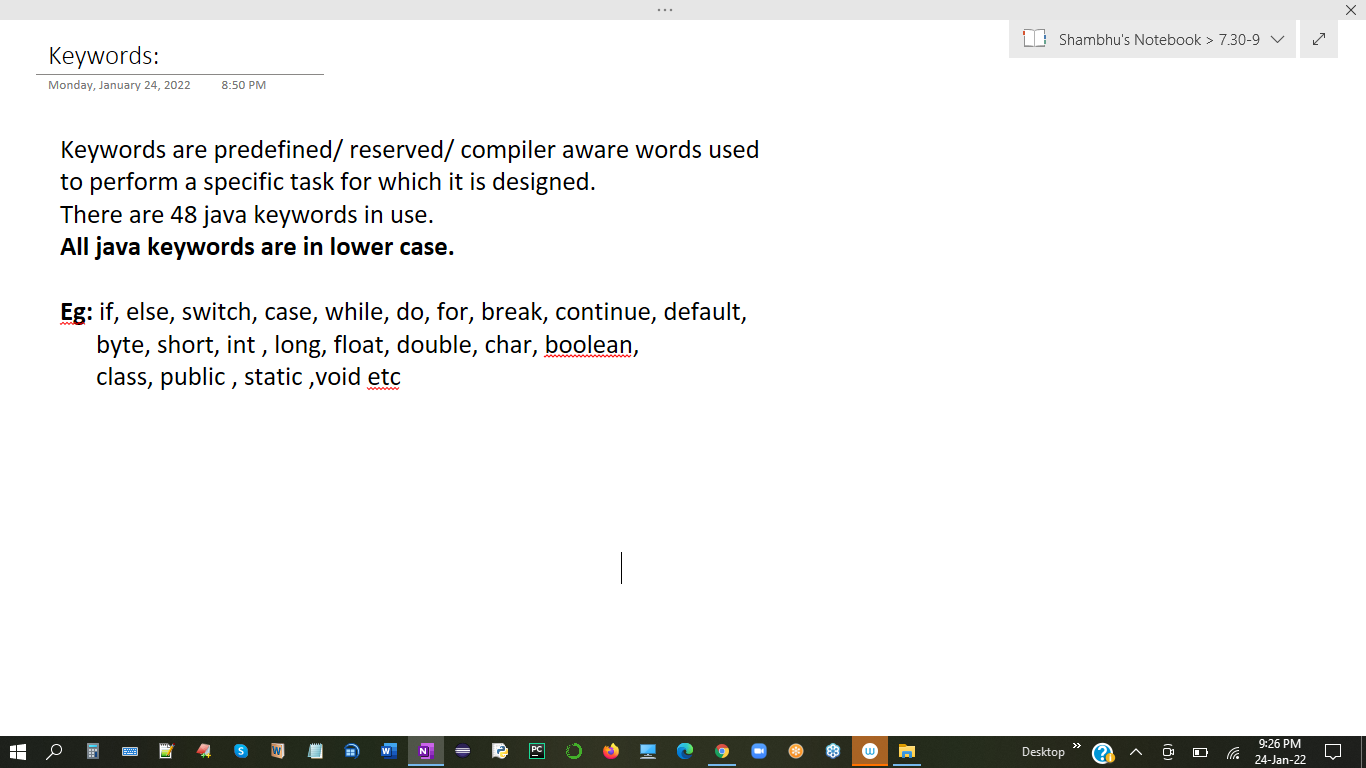 Keywords:
Monday, January 24, 2022 8:50 PM
Shambhu's Notebook > 7.30-9
Keywords are predefined/ reserved/ compiler aware words used
to perform a specific task for which it is designed.
There are 48 java keywords in use.
All java keywords are in lower case.
Eg: if, else, switch, case, while, do, for, break, continue, default,
byte, short, int , long, float, double, char, boolean,
class, public , static ,void etc
Desktop
9:26 PM
24-Jan-22